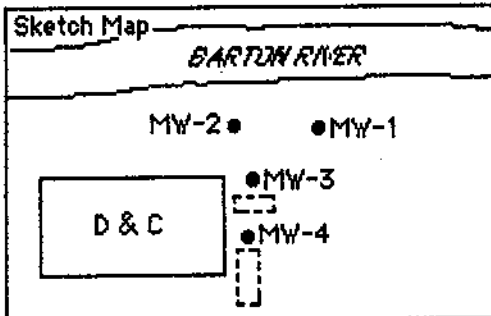 Sketch Map
BARTON RIVER
MW-2 MW-1
MW-3
D & C
MW-4